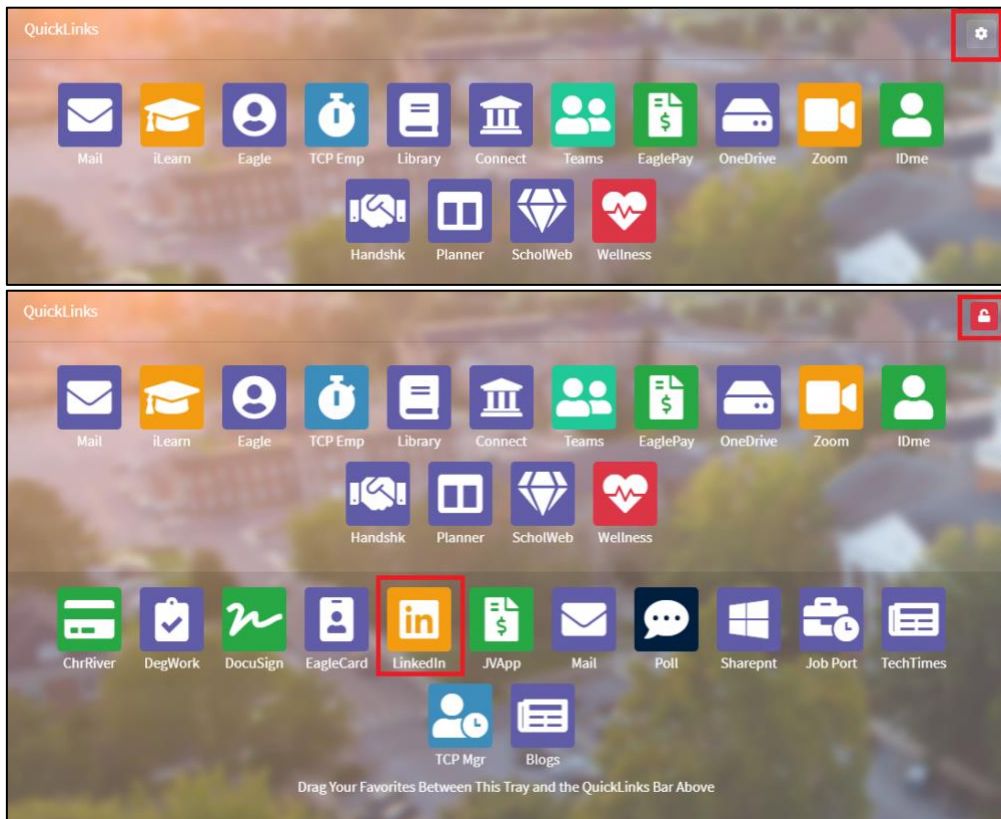 QuickLinks
Mail iLearn Eagle TCP Emp Library Connect Teams EaglePay OneDrive Zoom IDme
Handshk Planner ScholWeb Wellness
QuickLinks
Mail iLearn Eagle TCP Emp Library Connect Teams EaglePay OneDrive Zoom IDme
Handshk Planner ScholWeb Wellness
in
ChrRiver DegWork DocuSign EagleCard LinkedIn JVApp Mail Poll Sharepnt Job Port TechTimes
TCP Mgr Blogs
Drag Your Favorites Between This Tray and the QuickLinks Bar Above